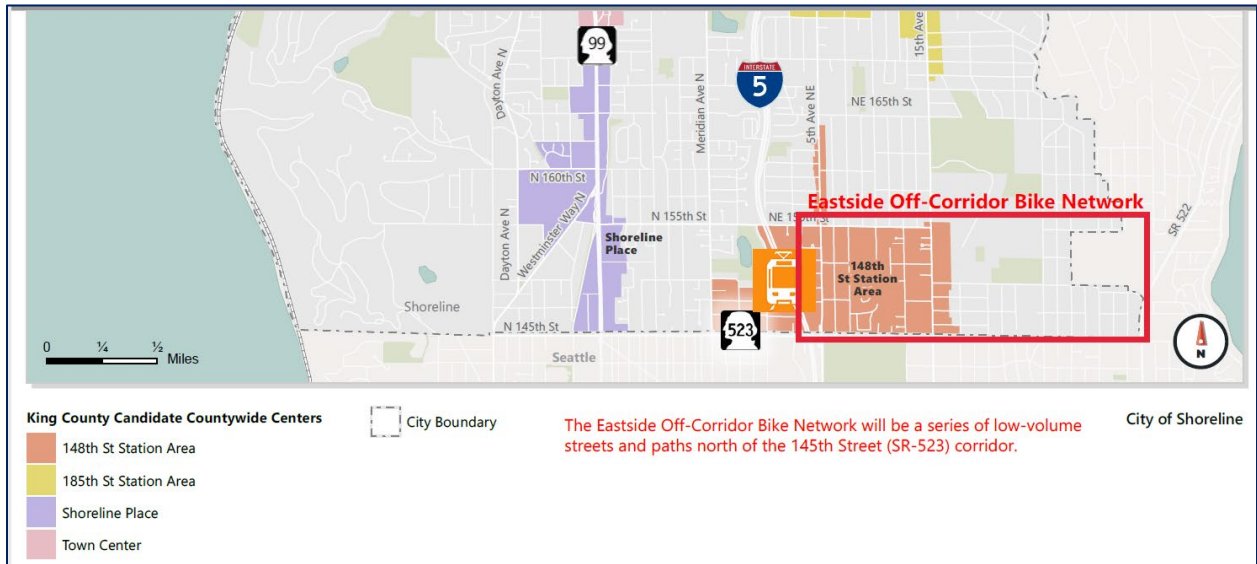 99
Dayton Ave N
Meridian Ave N
INTERSTATE
5
15th Ave
5th Ave NE
NE 165th St
N 160th St
Westminster Way N
Dayton Ave N
N 155th St
NE 155th St
Eastside Off-Corridor Bike Network
SR 522
Shoreline
Place
148th
St Station
Area
Shoreline
N 145th St
523
Seattle
0 ¼ ½
Miles
N
King County Candidate Countywide Centers
148th St Station Area
185th St Station Area
Shoreline Place
Town Center
City Boundary
The Eastside Off-Corridor Bike Network will be a series of low-volume
streets and paths north of the 145th Street (SR-523) corridor.
City of Shoreline